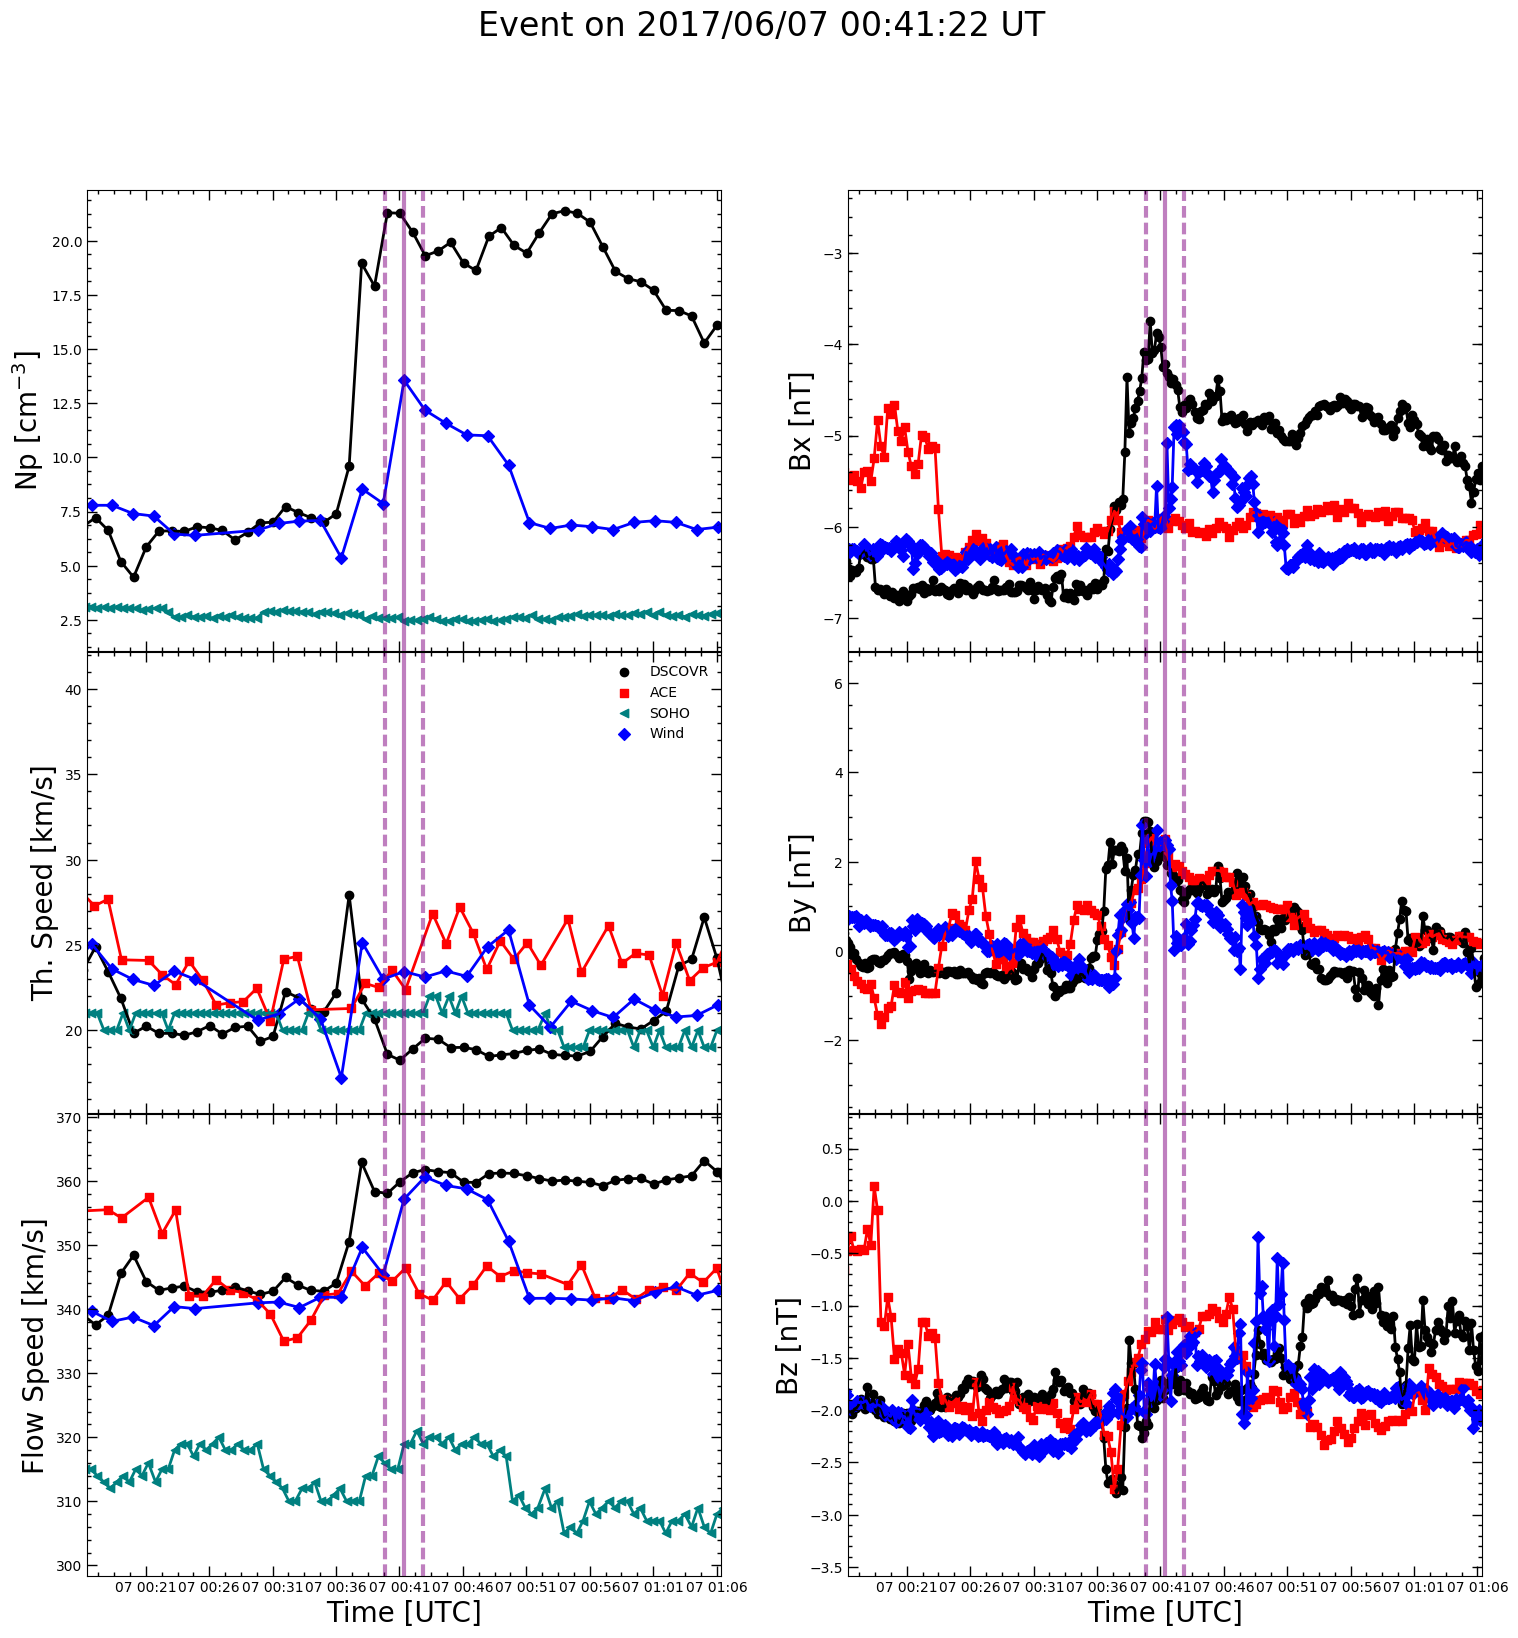 Event on 2017/06/07 00:41:22 UT
Np [cm⁻³]
20.0
17.5
15.0
12.5
10.0
7.5
5.0
2.5
Th. Speed [km/s]
40
35
30
25
20
DSCOVR
ACE
SOHO
Wind
Flow Speed [km/s]
370
360
350
340
330
320
310
300
07 00:21 07 00:26 07 00:31 07 00:36 07 00:41 07 00:46 07 00:51 07 00:56 07 01:01 07 01:06
Time [UTC]
Bx [nT]
−3
−4
−5
−6
−7
By [nT]
6
4
2
0
−2
Bz [nT]
0.5
0.0
−0.5
−1.0
−1.5
−2.0
−2.5
−3.0
−3.5
07 00:21 07 00:26 07 00:31 07 00:36 07 00:41 07 00:46 07 00:51 07 00:56 07 01:01 07 01:06
Time [UTC]